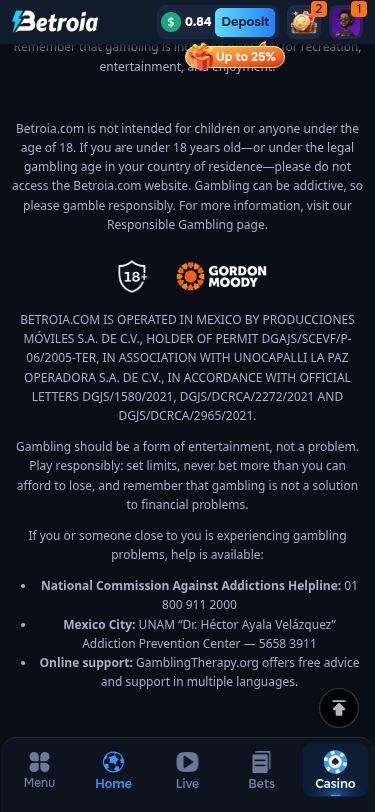 Betroia
$ 0.84 Deposit
2
1
Remember that gambling is for recreation,
Up to 25%
entertainment, and enjoyment.
Betroia.com is not intended for children or anyone under the
age of 18. If you are under 18 years old—or under the legal
gambling age in your country of residence—please do not
access the Betroia.com website. Gambling can be addictive, so
please gamble responsibly. For more information, visit our
Responsible Gambling page.
18+ GORDON
MOODY
BETROIA.COM IS OPERATED IN MEXICO BY PRODUCCIONES
MÓVILES S.A. DE C.V., HOLDER OF PERMIT DGAJS/SCEVF/P-
06/2005-TER, IN ASSOCIATION WITH UNOCAPALLI LA PAZ
OPERADORA S.A. DE C.V., IN ACCORDANCE WITH OFFICIAL
LETTERS DGJS/1580/2021, DGJS/DCRCA/2272/2021 AND
DGJS/DCRCA/2965/2021.
Gambling should be a form of entertainment, not a problem.
Play responsibly: set limits, never bet more than you can
afford to lose, and remember that gambling is not a solution
to financial problems.
If you or someone close to you is experiencing gambling
problems, help is available:
• National Commission Against Addictions Helpline: 01
800 911 2000
• Mexico City: UNAM “Dr. Héctor Ayala Velázquez”
Addiction Prevention Center — 5658 3911
• Online support: GamblingTherapy.org offers free advice
and support in multiple languages.
Menu Home Live Bets Casino